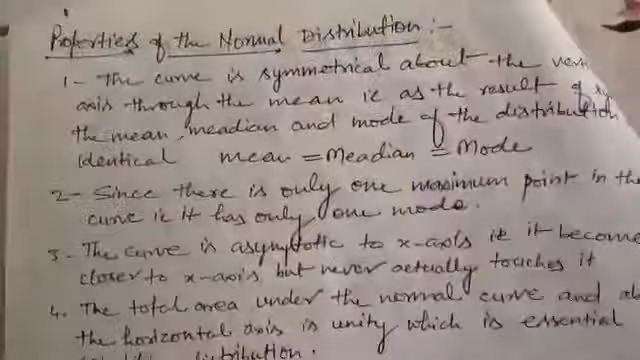 Properties of the Normal Distribution :-
1- The curve is symmetrical about the
axis through the mean ie as the result of
the mean, meadian and mode of the distribution
identical mean = Meadian = Mode
2- Since there is only one maximum point in the
curve ie it has only one mode.
3- The curve is asymptotic to x-axis ie it become
closer to x-axis but never actually touches it
4. The total area under the normal curve and
the horizontal axis is unity which is essential
distribution.